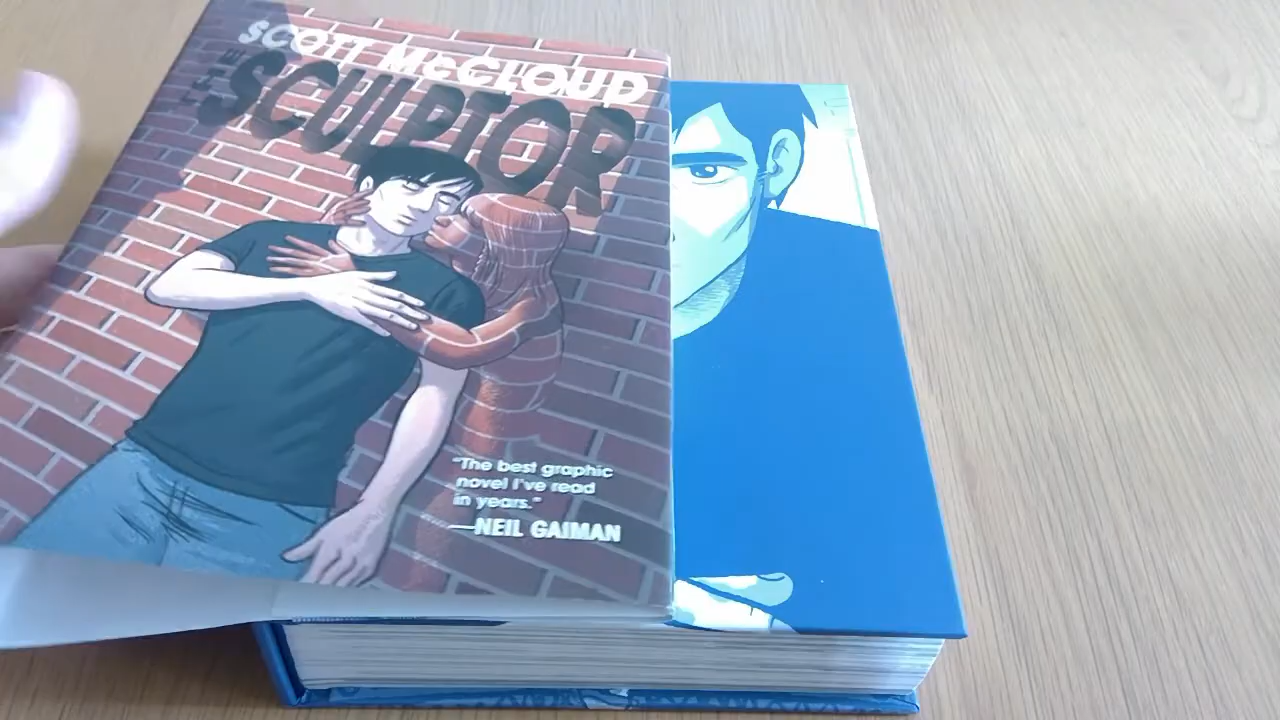 SCOTT McCLOUD
THE
SCULPTOR
"The best graphic
novel I've read
in years."
—NEIL GAIMAN